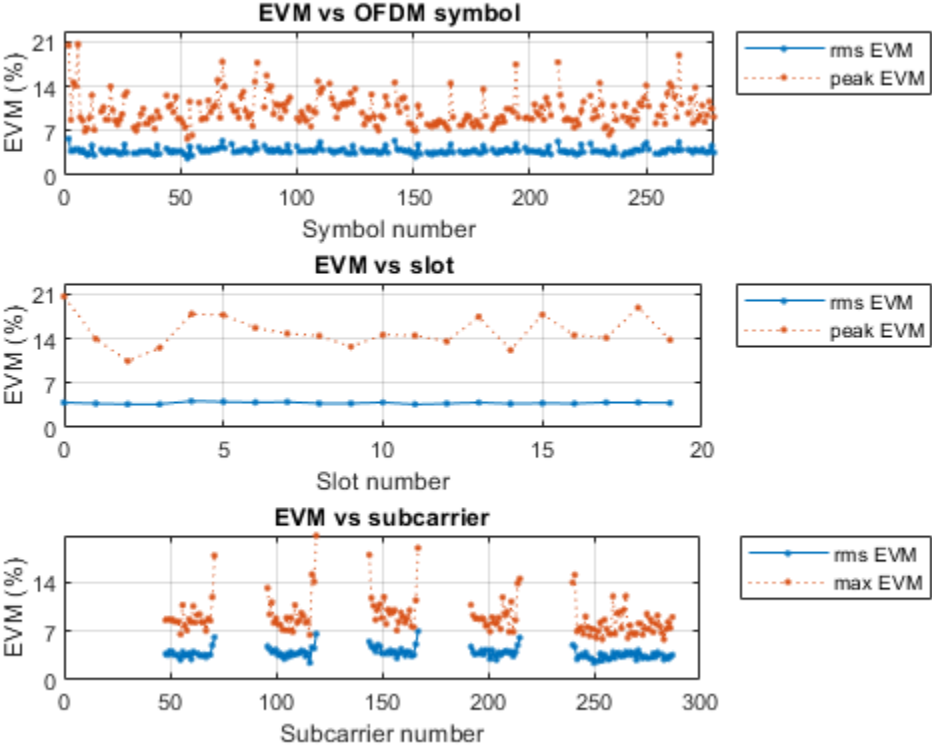 EVM vs OFDM symbol
EVM (%)
21
14
7
0
0 50 100 150 200 250
Symbol number
rms EVM
peak EVM
EVM vs slot
EVM (%)
21
14
7
0
0 5 10 15 20
Slot number
rms EVM
peak EVM
EVM vs subcarrier
EVM (%)
14
7
0
0 50 100 150 200 250 300
Subcarrier number
rms EVM
max EVM